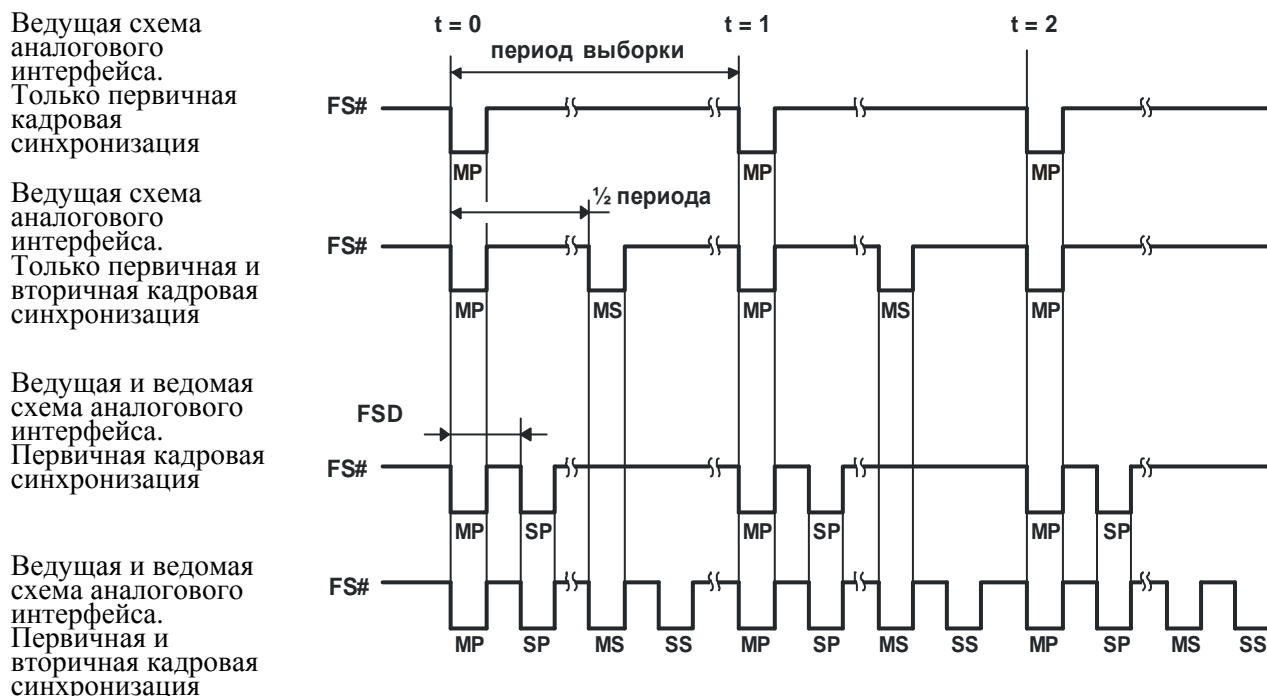 Ведущая схема
аналогового
интерфейса.
Только первичная
кадровая
синхронизация
t = 0
t = 1
t = 2
период выборки
FS#
MP
MP
MP
Ведущая схема
аналогового
интерфейса.
Только первичная и
вторичная кадровая
синхронизация
½ периода
FS#
MP
MS
MP
MS
MP
Ведущая и ведомая
схема аналогового
интерфейса.
Первичная кадровая
синхронизация
FSD
FS#
MP
SP
MP
SP
MP
SP
Ведущая и ведомая
схема аналогового
интерфейса.
Первичная и
вторичная кадровая
синхронизация
FS#
MP
SP
MS
SS
MP
SP
MS
SS
MP
SP
MS
SS